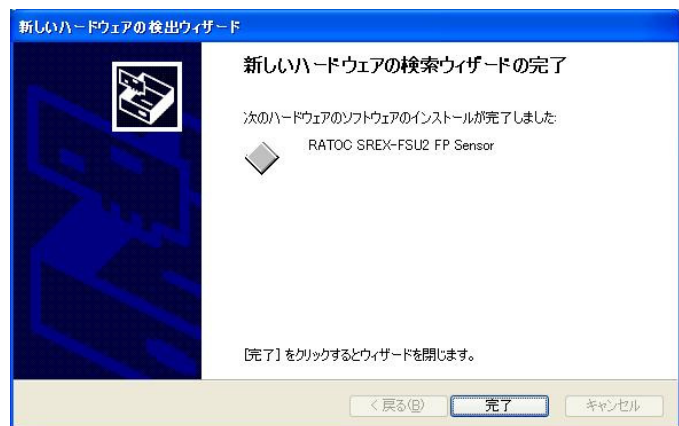 新しいハードウェアの検出ウィザード
新しいハードウェアの検索ウィザードの完了
次のハードウェアのソフトウェアのインストールが完了しました:
RATOC SREX-FSU2 FP Sensor
[完了] をクリックするとウィザードを閉じます。
< 戻る(B)
完了
キャンセル